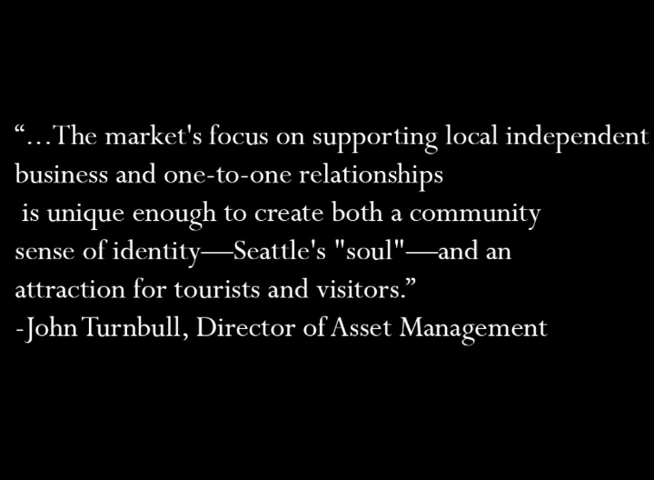 “…The market's focus on supporting local independent
business and one-to-one relationships
is unique enough to create both a community
sense of identity—Seattle's "soul"—and an
attraction for tourists and visitors.”
-John Turnbull, Director of Asset Management